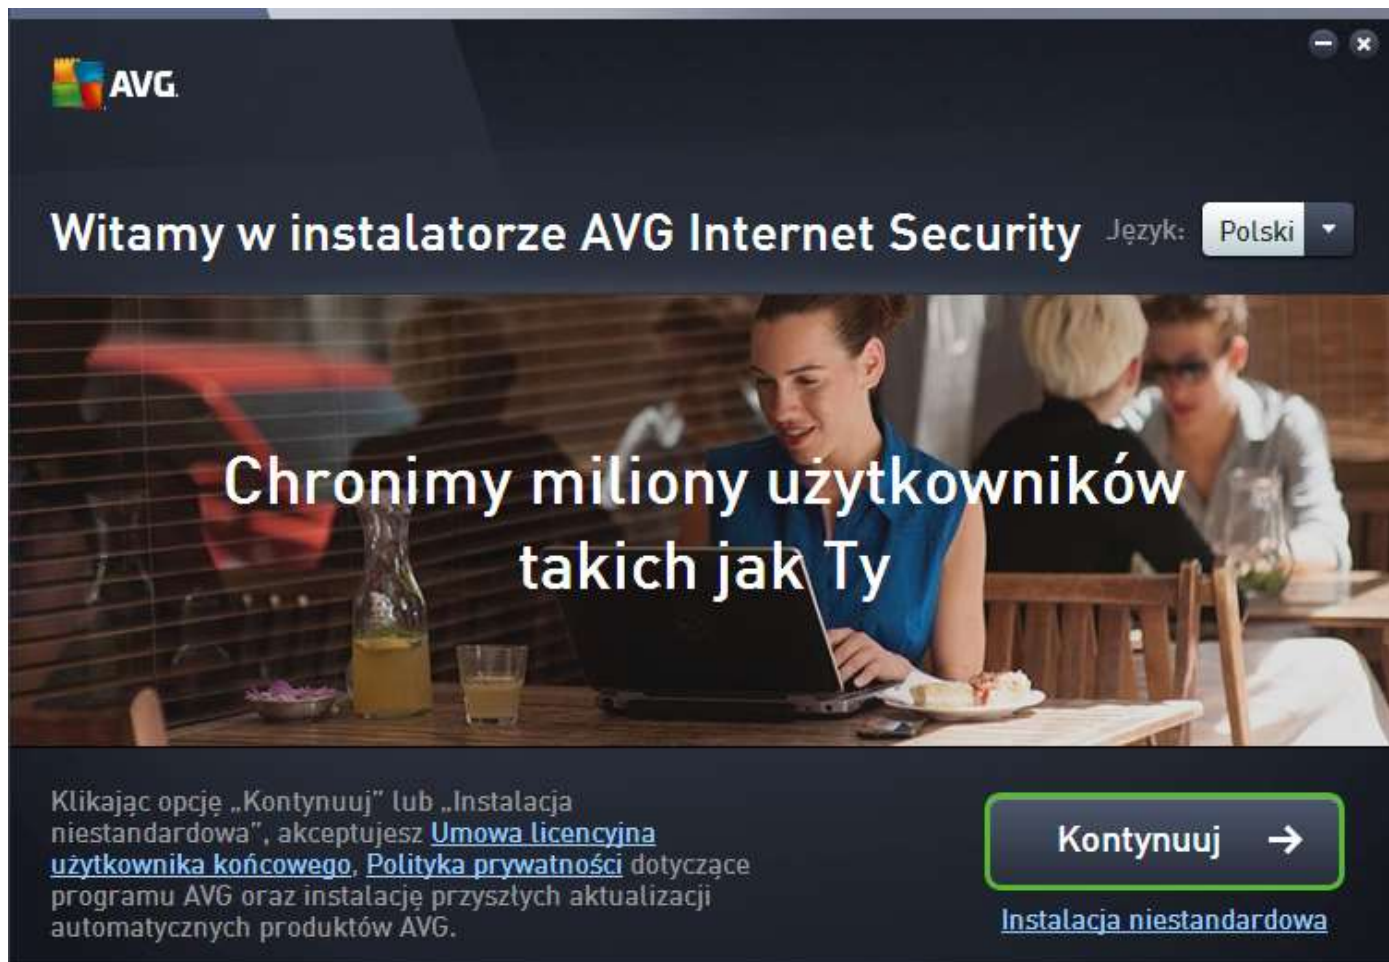 AVG
Witamy w instalatorze AVG Internet Security
Język: Polski
Chronimy miliony użytkowników
takich jak Ty
Klikając opcję „Kontynuuj” lub „Instalacja
niestandardowa”, akceptujesz Umowa licencyjna
użytkownika końcowego, Polityka prywatności dotyczące
programu AVG oraz instalację przyszłych aktualizacji
automatycznych produktów AVG.
Kontynuuj →
Instalacja niestandardowa